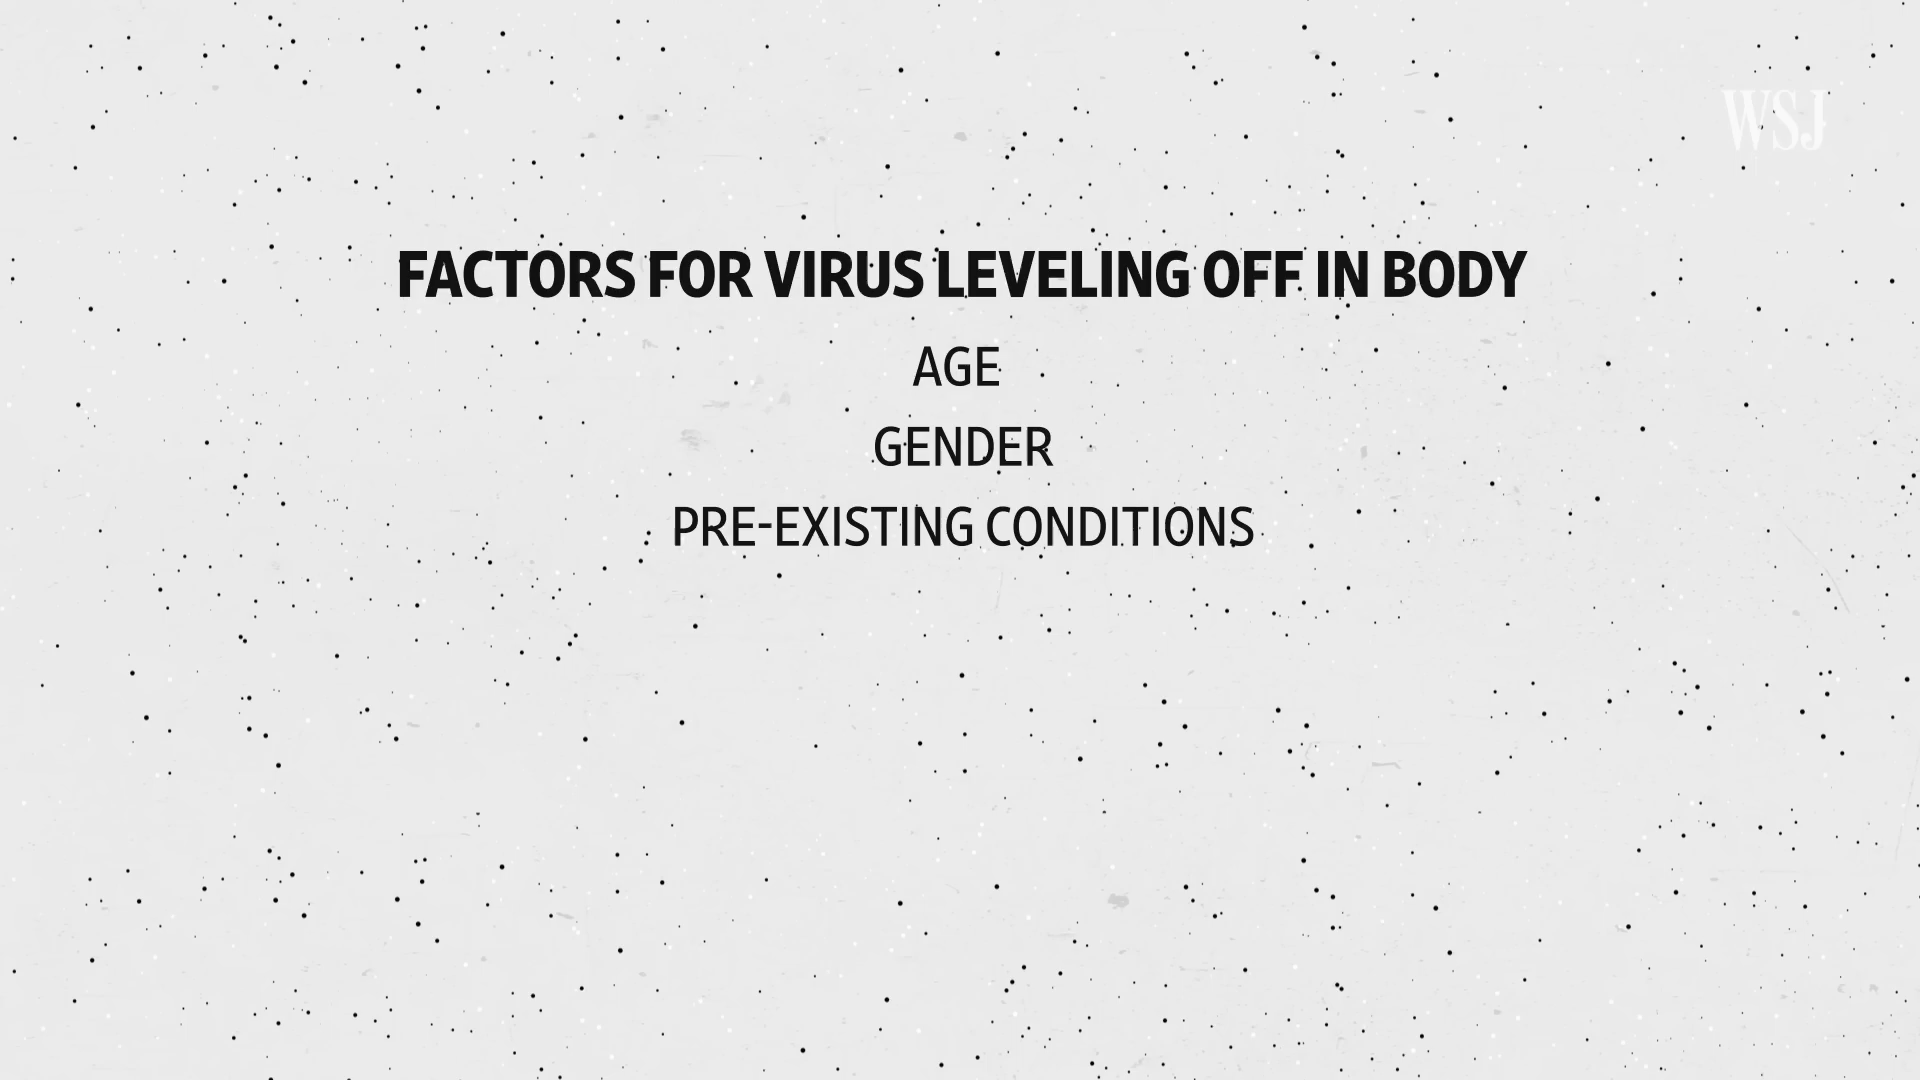 WSJ
FACTORS FOR VIRUS LEVELING OFF IN BODY
AGE
GENDER
PRE-EXISTING CONDITIONS